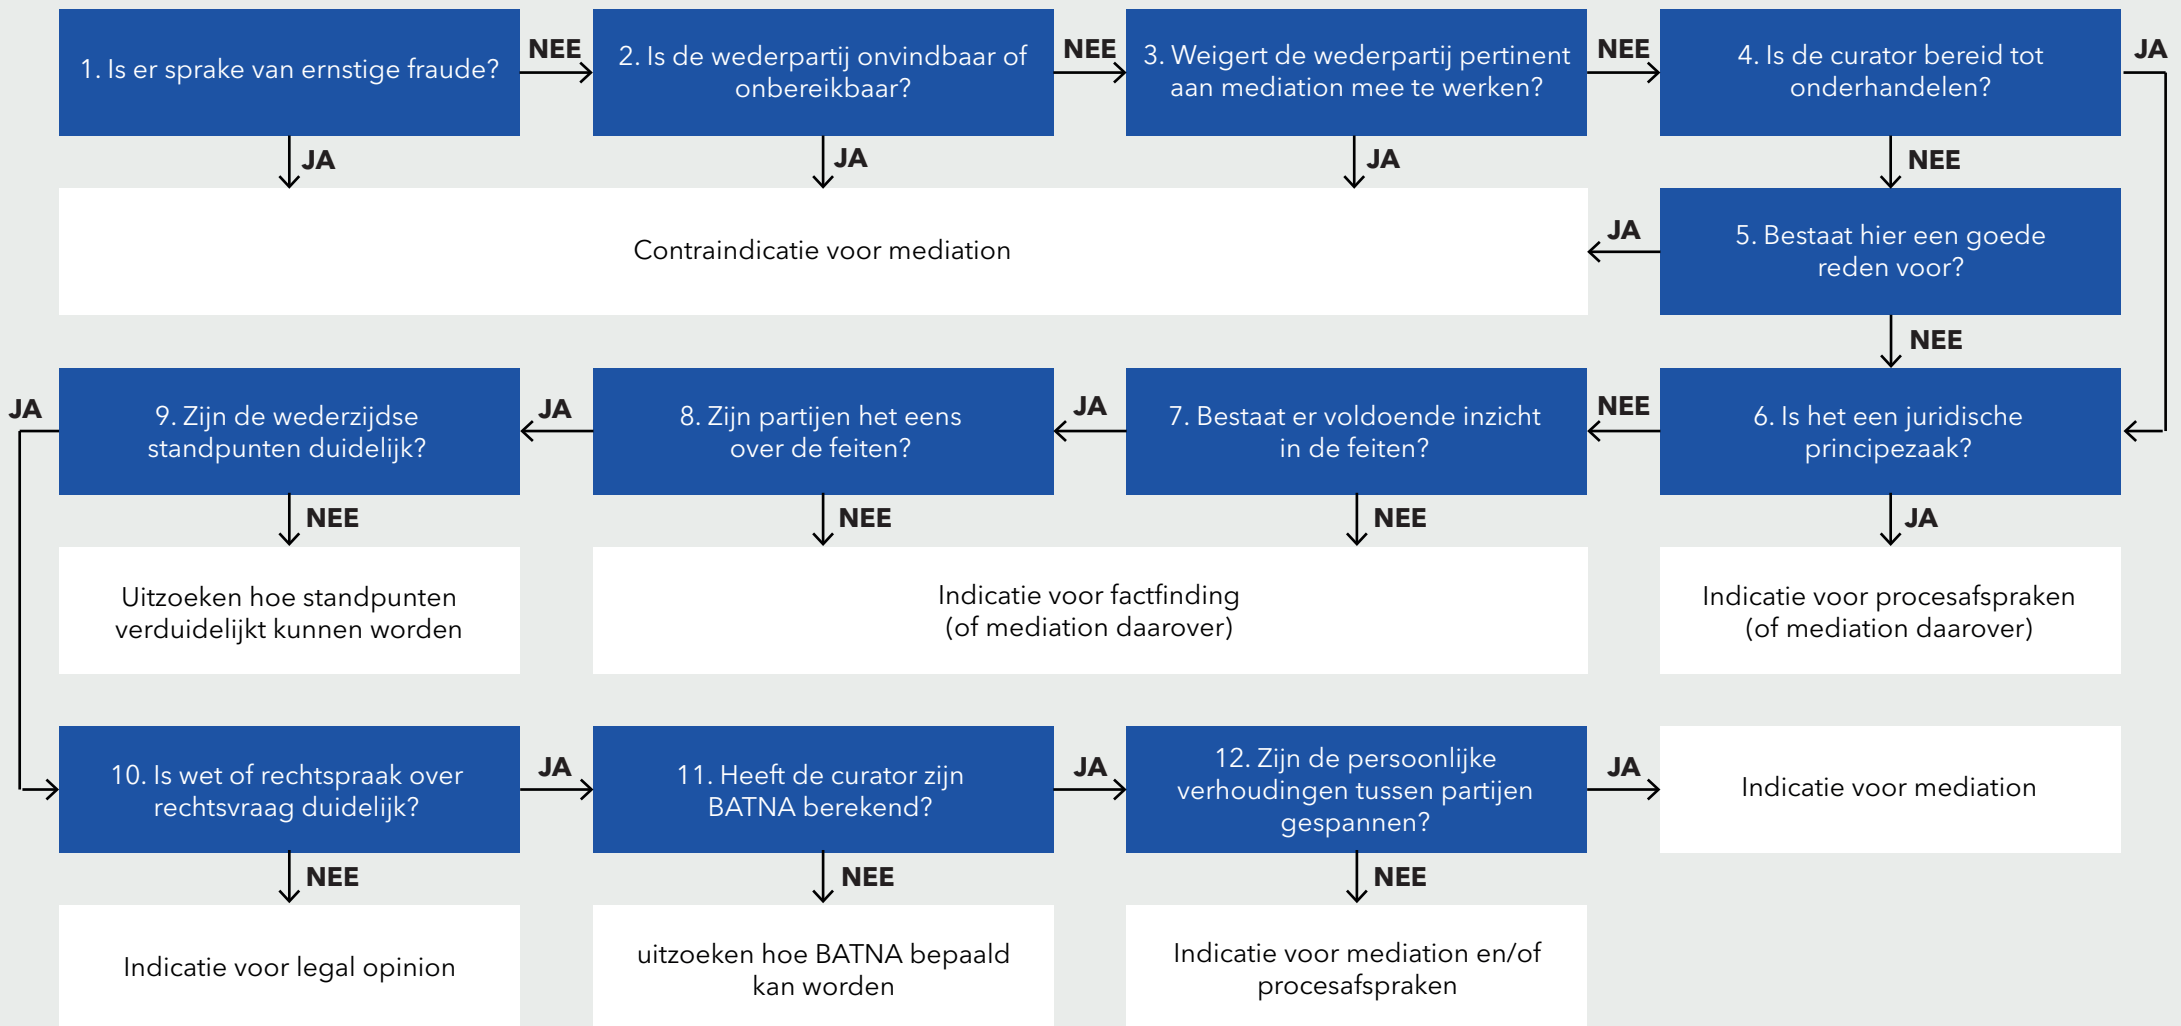 1. Is er sprake van ernstige fraude?
NEE
2. Is de wederpartij onvindbaar of
onbereikbaar?
NEE
3. Weigert de wederpartij pertinent
aan mediation mee te werken?
NEE
4. Is de curator bereid tot
onderhandelen?
JA
JA
JA
JA
NEE
Contraindicatie voor mediation
JA
5. Bestaat hier een goede
reden voor?
NEE
JA
9. Zijn de wederzijdse
standpunten duidelijk?
JA
8. Zijn partijen het eens
over de feiten?
JA
7. Bestaat er voldoende inzicht
in de feiten?
NEE
6. Is het een juridische
principezaak?
NEE
NEE
NEE
JA
Uitzoeken hoe standpunten
verduidelijkt kunnen worden
Indicatie voor factfinding
(of mediation daarover)
Indicatie voor procesafspraken
(of mediation daarover)
10. Is wet of rechtspraak over
rechtsvraag duidelijk?
JA
11. Heeft de curator zijn
BATNA berekend?
JA
12. Zijn de persoonlijke
verhoudingen tussen partijen
gespannen?
JA
Indicatie voor mediation
NEE
NEE
NEE
Indicatie voor legal opinion
uitzoeken hoe BATNA bepaald
kan worden
Indicatie voor mediation en/of
procesafspraken